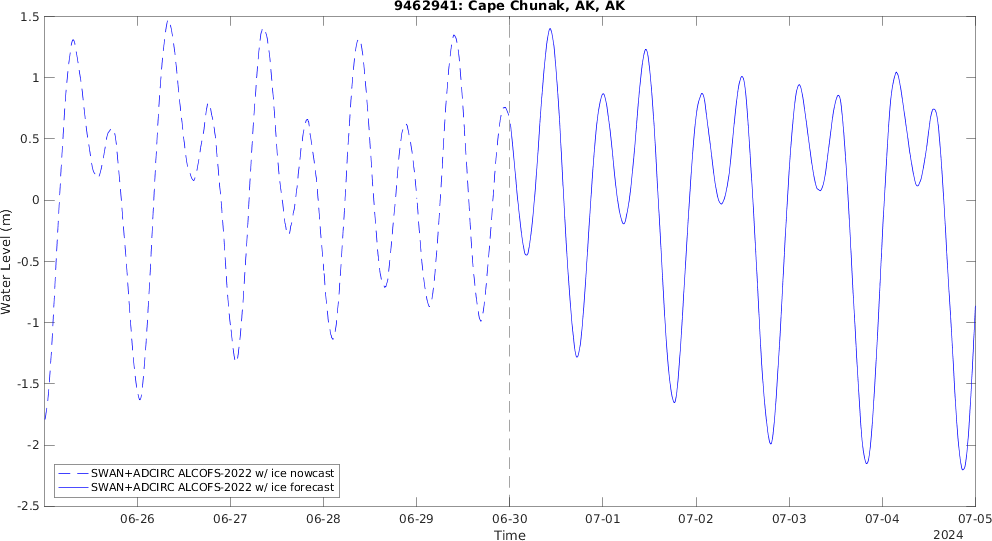 9462941: Cape Chunak, AK, AK
1.5
1
0.5
0
-0.5
-1
-1.5
-2
-2.5
Water Level (m)
SWAN+ADCIRC ALCOFS-2022 w/ ice nowcast
SWAN+ADCIRC ALCOFS-2022 w/ ice forecast
06-26 06-27 06-28 06-29 06-30 07-01 07-02 07-03 07-04 07-05
Time
2024